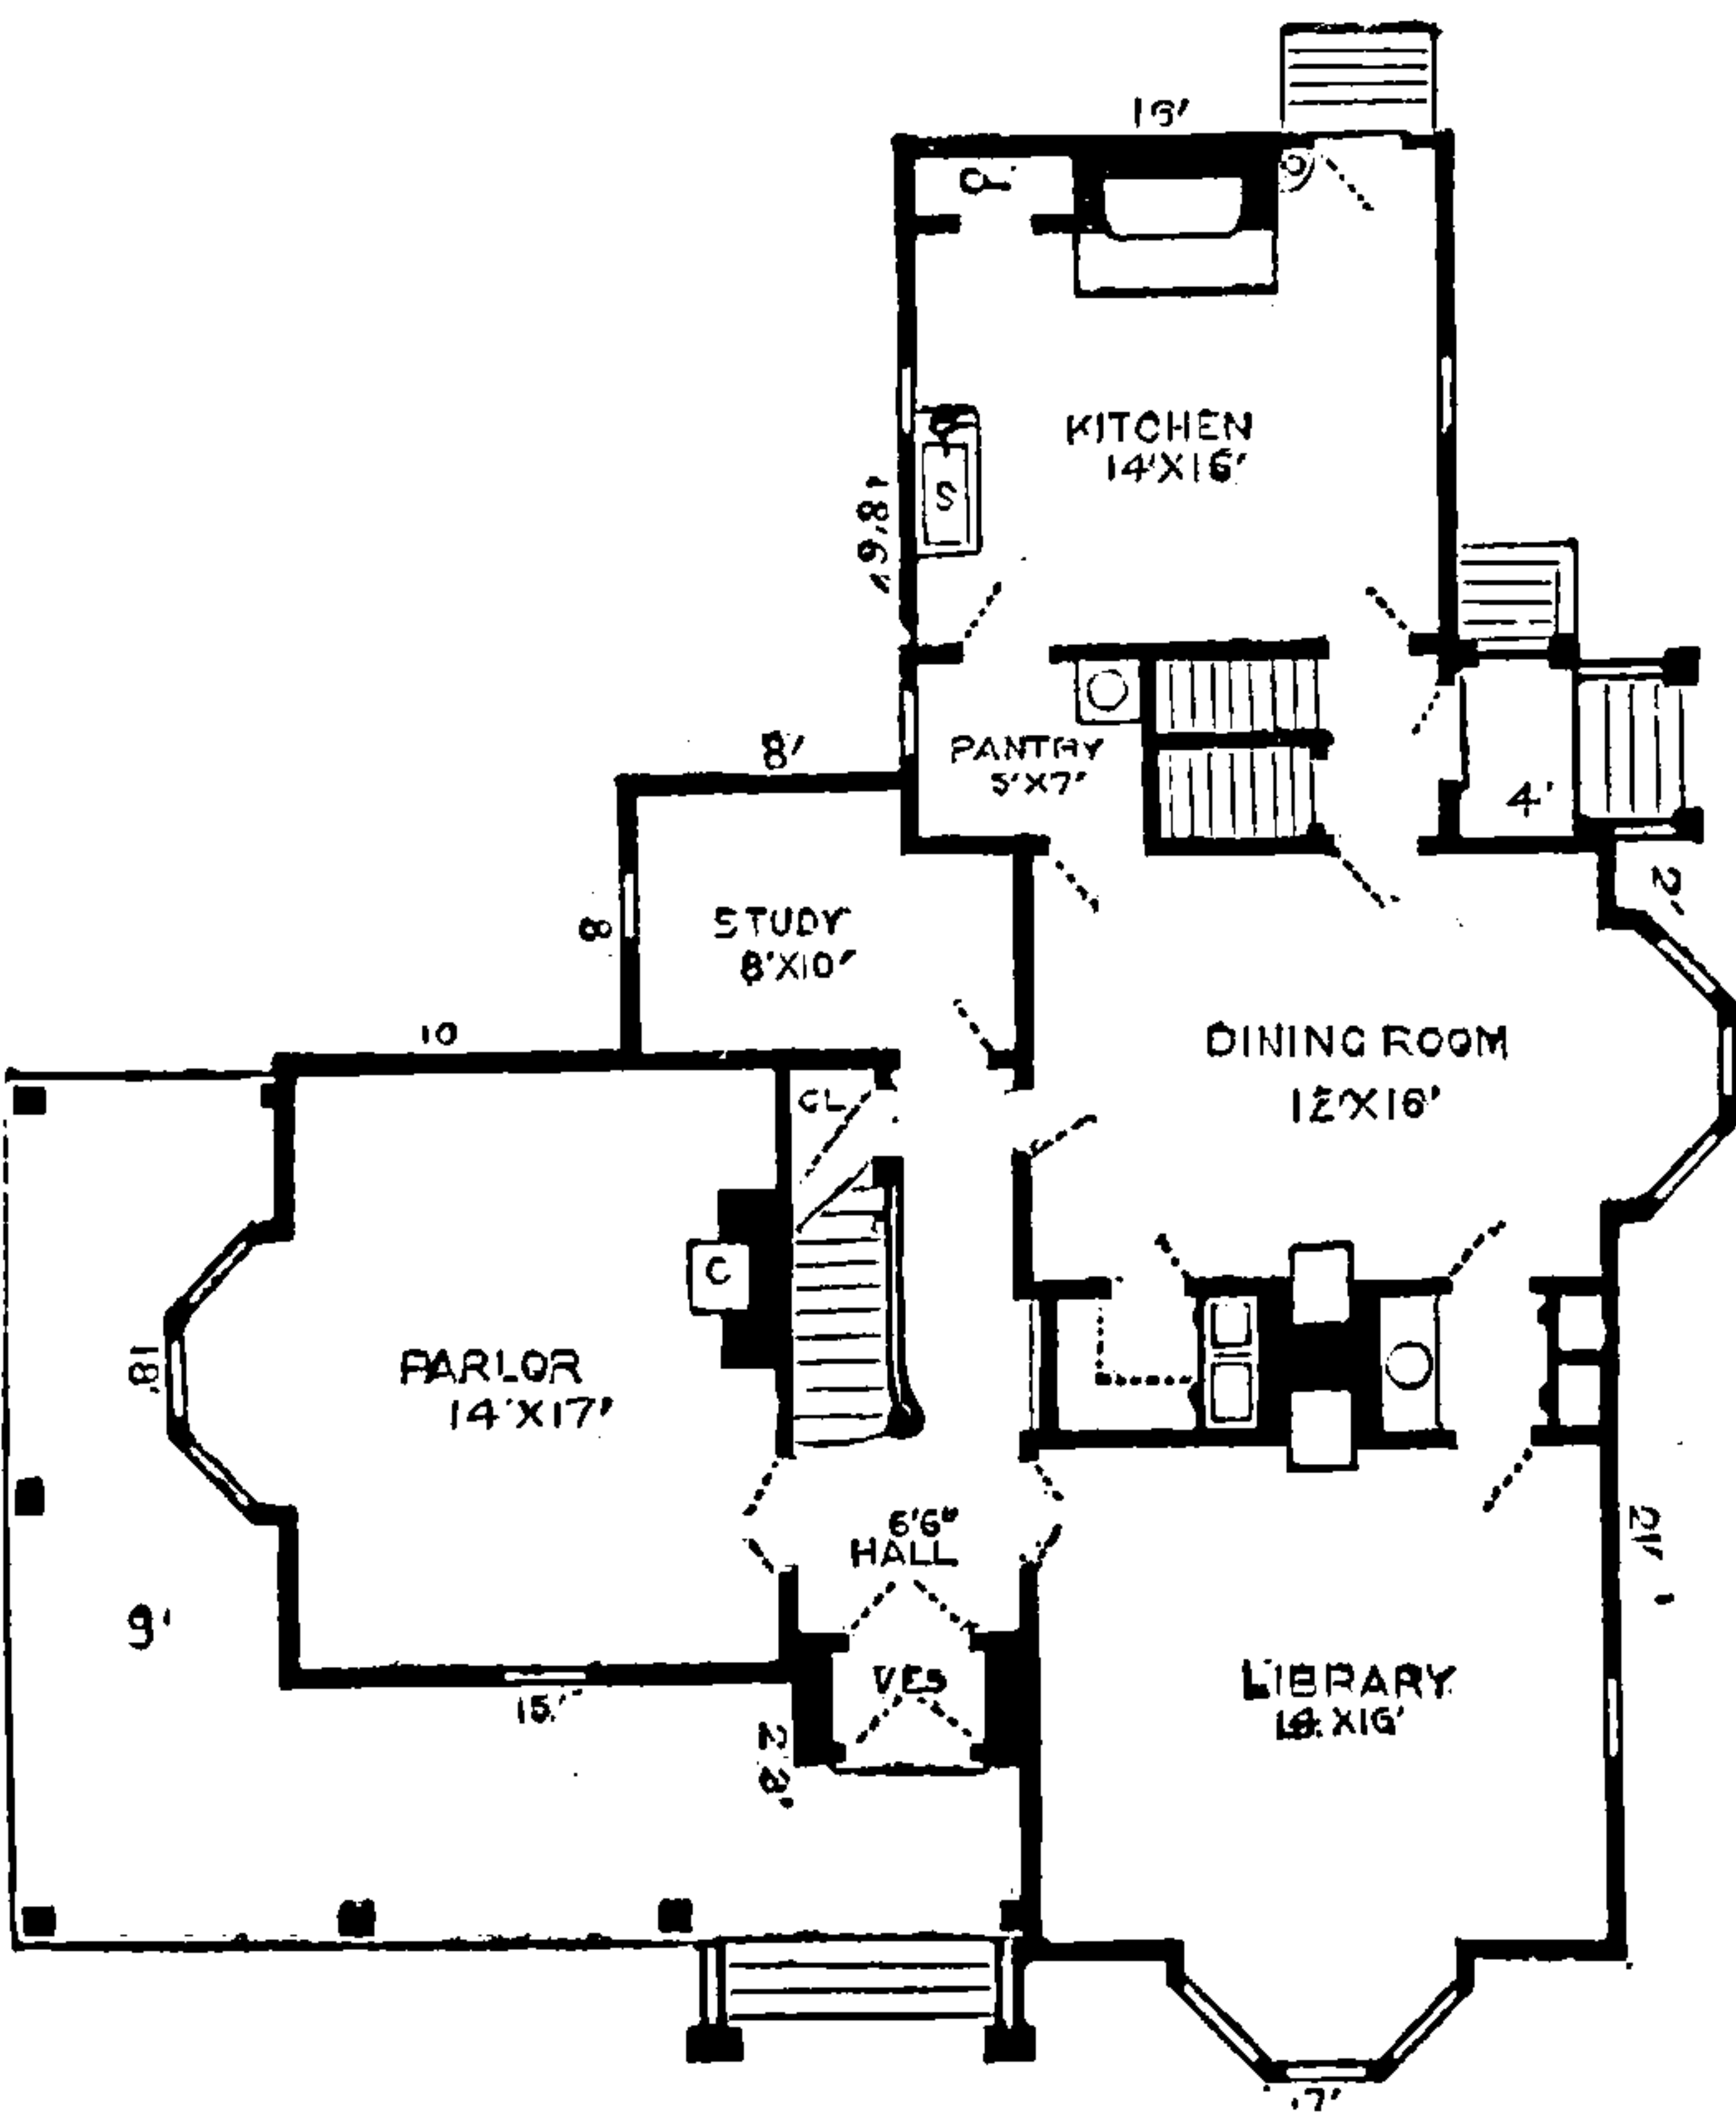 16'
KITCHEN
14'X16'
S
18'6"
PANTRY
5'X7'
8'
4'
STUDY
8'X10'
8
2'
10
DINING ROOM
12'X16'
CL
C
PARLOR
14'X17'
18'
6'6"
HALL
9'
VES
LIBRARY
X16'
15'
7'